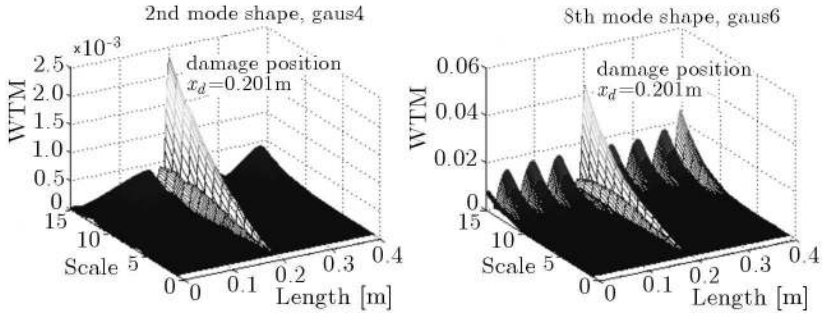 2nd mode shape, gaus4
×10⁻³
2.5
2.0
1.5
1.0
0.5
0
WTM
damage position
x_d=0.201m
15
10
5
0
Scale
0
0.1
0.2
0.3
0.4
Length [m]
8th mode shape, gaus6
0.06
0.04
0.02
0
WTM
damage position
x_d=0.201m
15
10
5
0
Scale
0
0.1
0.2
0.3
0.4
Length [m]